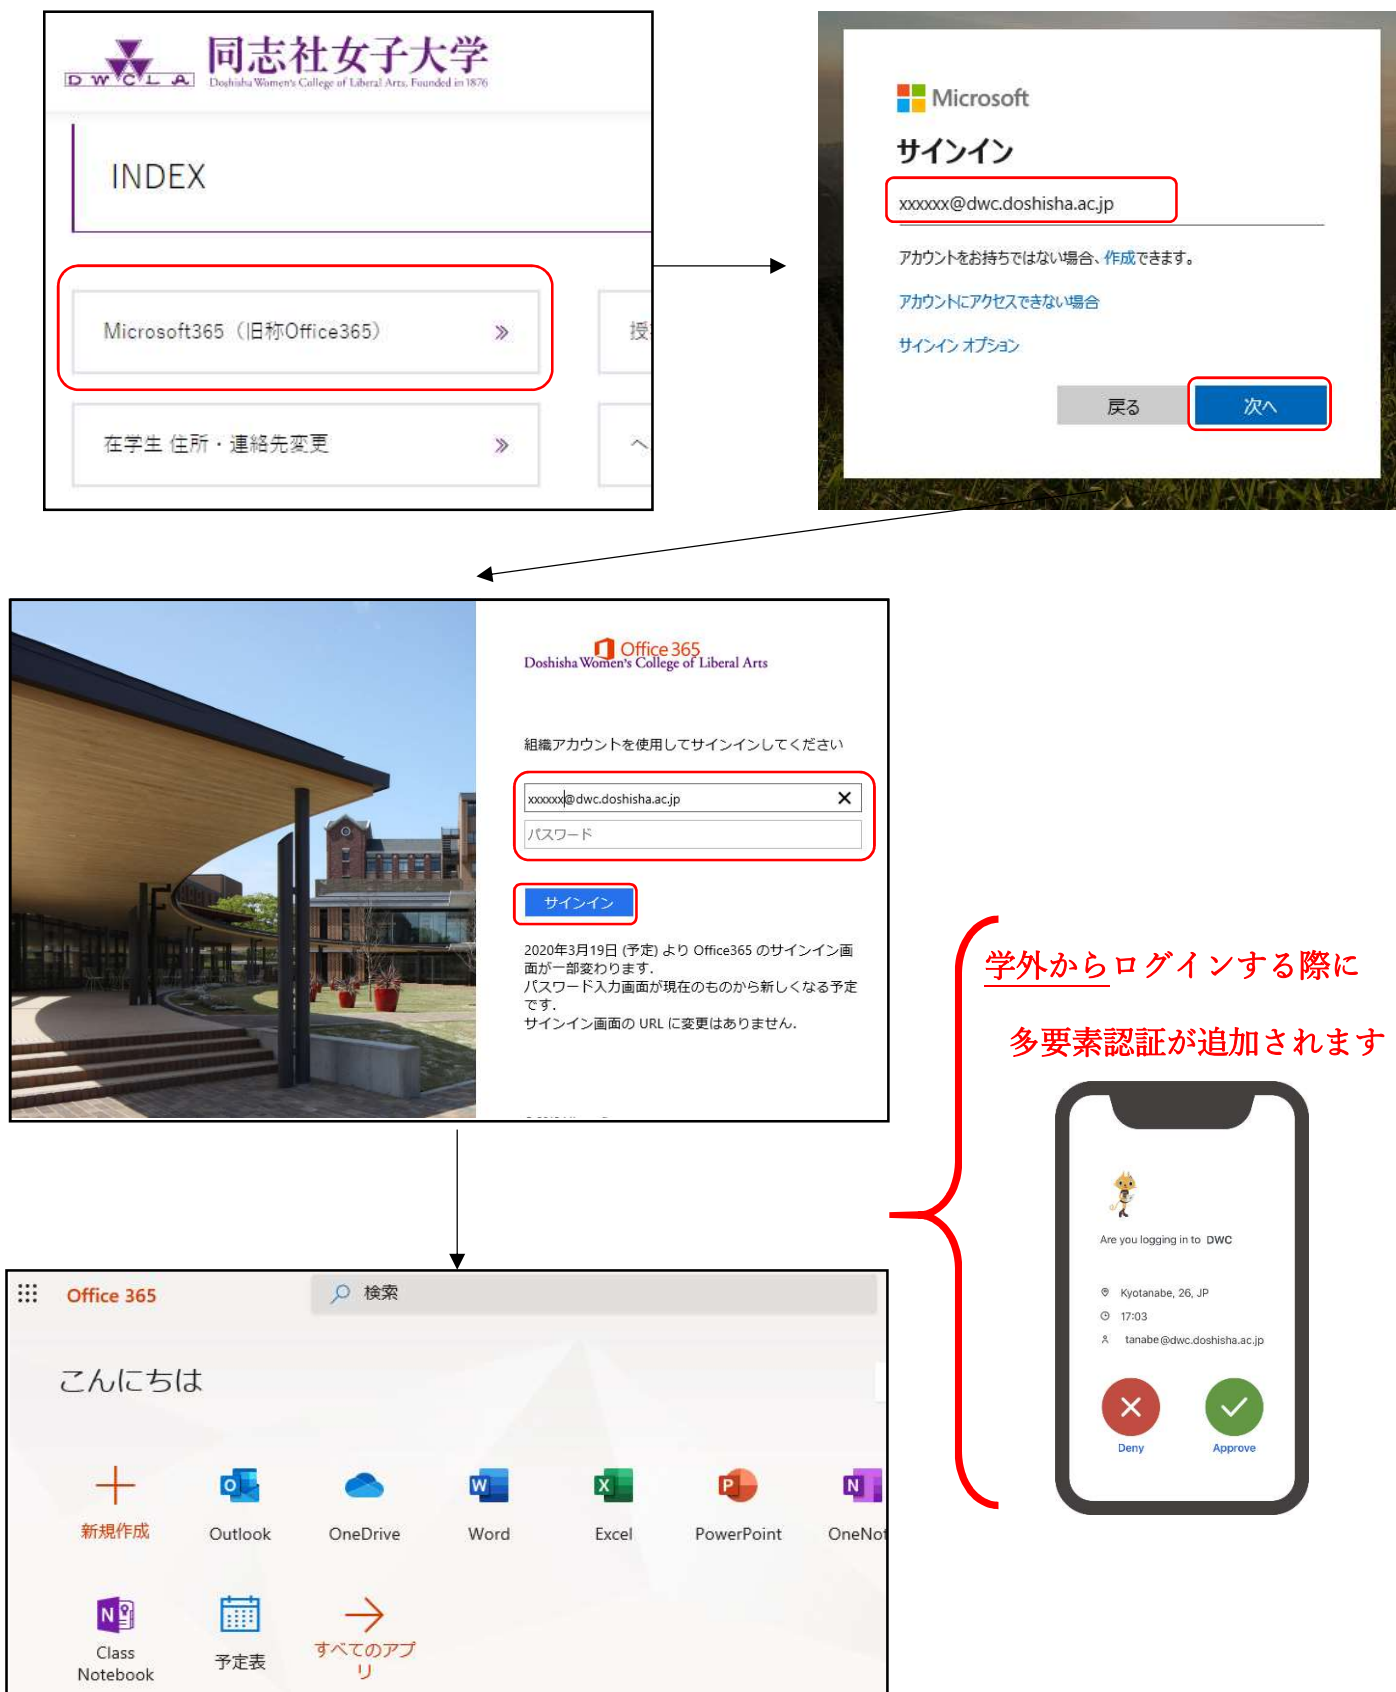 D W C L A
同志社女子大学
Doshisha Women's College of Liberal Arts, Founded in 1876
INDEX
Microsoft365（旧称Office365）
»
授
在学生 住所・連絡先変更
»
へ
Microsoft
サインイン
xxxxxx@dwc.doshisha.ac.jp
アカウントをお持ちではない場合、作成できます。
アカウントにアクセスできない場合
サインイン オプション
戻る
次へ
Office 365
Doshisha Women's College of Liberal Arts
組織アカウントを使用してサインインしてください
xxxxxx@dwc.doshisha.ac.jp
パスワード
サインイン
2020年3月19日 (予定) より Office365 のサインイン画
面が一部変わります．
パスワード入力画面が現在のものから新しくなる予定
です．
サインイン画面の URL に変更はありません．
学外からログインする際に
多要素認証が追加されます
Are you logging in to DWC
Kyotanabe, 26, JP
17:03
tanabe@dwc.doshisha.ac.jp
Deny
Approve
Office 365
検索
こんにちは
新規作成
Outlook
OneDrive
Word
Excel
PowerPoint
OneNot
Class
Notebook
予定表
すべてのアプ
リ